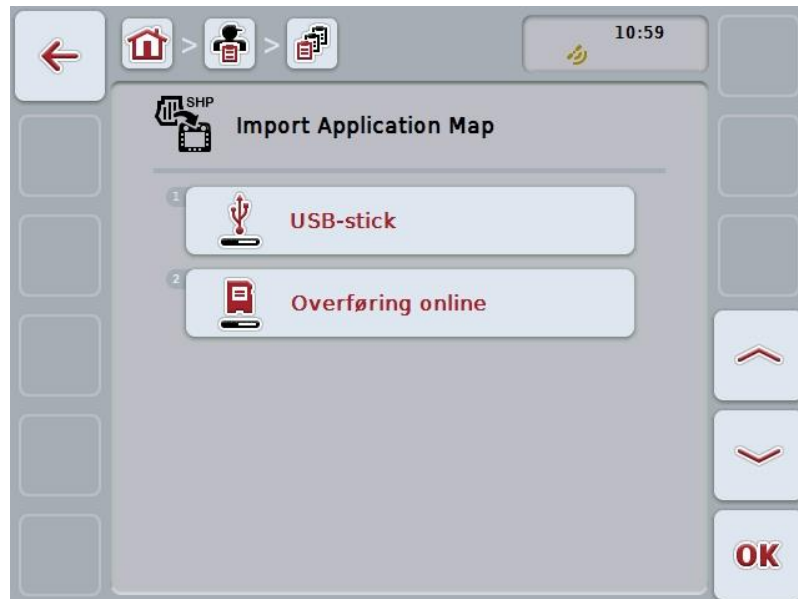 10:59
SHP
Import Application Map
1
USB-stick
2
Overføring online
OK